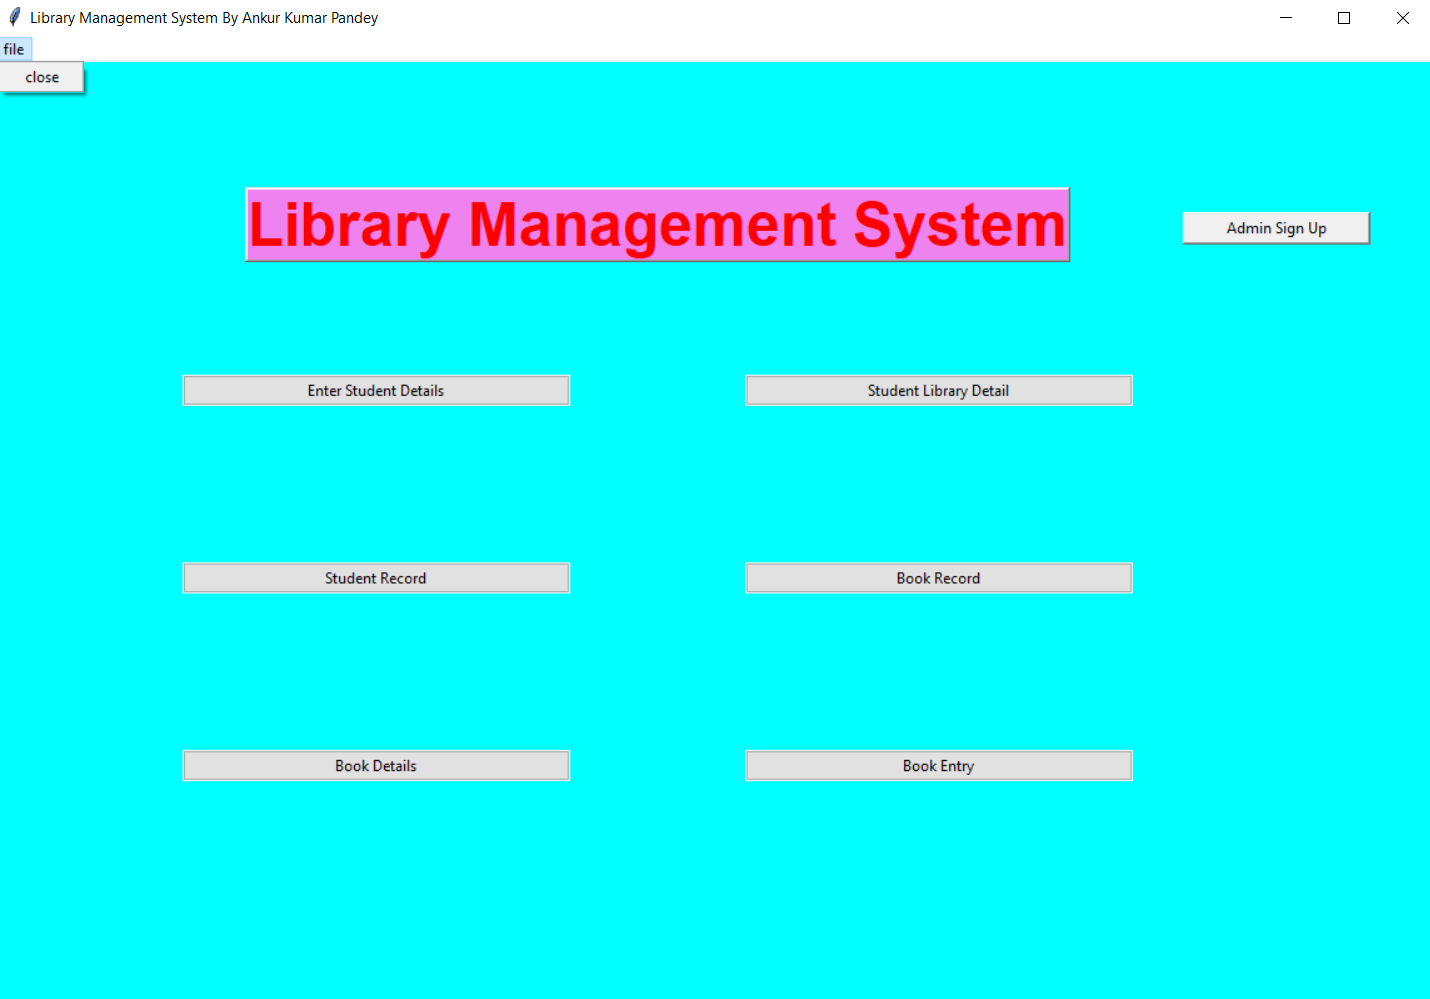 Library Management System By Ankur Kumar Pandey
file
close
Library Management System
Admin Sign Up
Enter Student Details
Student Library Detail
Student Record
Book Record
Book Details
Book Entry